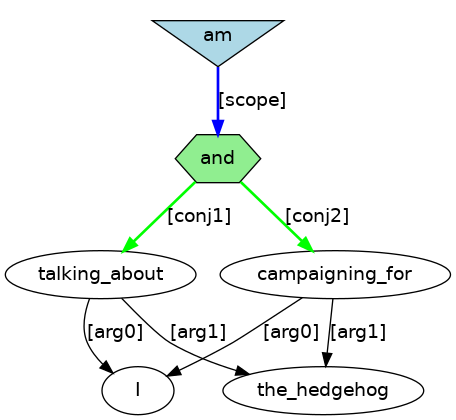 am
[scope]
and
[conj1] [conj2]
talking_about campaigning_for
[arg0] [arg1] [arg0] [arg1]
I the_hedgehog